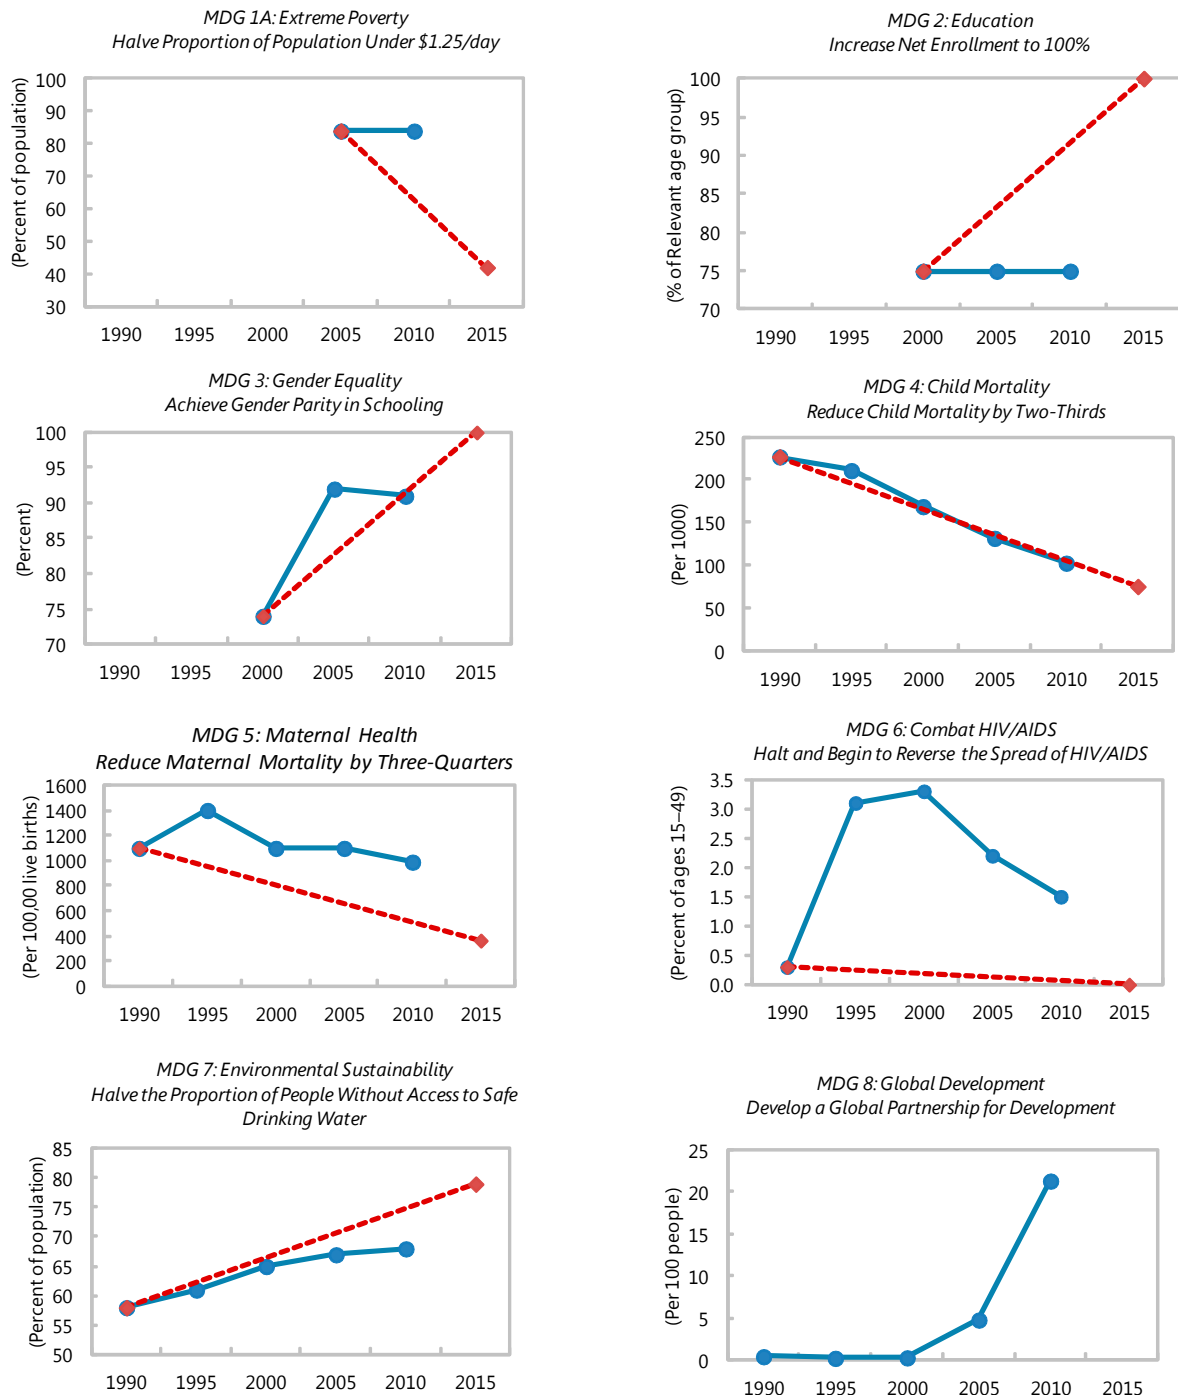 MDG 1A: Extreme Poverty
Halve Proportion of Population Under $1.25/day
(Percent of population)
100
90
80
70
60
50
40
30
1990 1995 2000 2005 2010 2015
MDG 2: Education
Increase Net Enrollment to 100%
(% of Relevant age group)
100
95
90
85
80
75
70
1990 1995 2000 2005 2010 2015
MDG 3: Gender Equality
Achieve Gender Parity in Schooling
(Percent)
100
95
90
85
80
75
70
1990 1995 2000 2005 2010 2015
MDG 4: Child Mortality
Reduce Child Mortality by Two-Thirds
(Per 1000)
250
200
150
100
50
0
1990 1995 2000 2005 2010 2015
MDG 5: Maternal Health
Reduce Maternal Mortality by Three-Quarters
(Per 100,00 live births)
1600
1400
1200
1000
800
600
400
200
0
1990 1995 2000 2005 2010 2015
MDG 6: Combat HIV/AIDS
Halt and Begin to Reverse the Spread of HIV/AIDS
(Percent of ages 15–49)
3.5
3.0
2.5
2.0
1.5
1.0
0.5
0.0
1990 1995 2000 2005 2010 2015
MDG 7: Environmental Sustainability
Halve the Proportion of People Without Access to Safe
Drinking Water
(Percent of population)
85
80
75
70
65
60
55
50
1990 1995 2000 2005 2010 2015
MDG 8: Global Development
Develop a Global Partnership for Development
(Per 100 people)
25
20
15
10
5
0
1990 1995 2000 2005 2010 2015